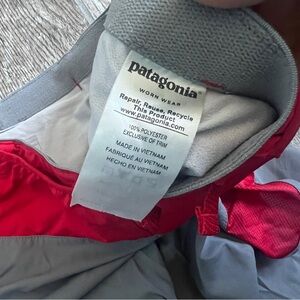 patagonia®
WORN WEAR
Repair, Reuse, Recycle
This Product
www.patagonia.com
100% POLYESTER
EXCLUSIVE OF TRIM
MADE IN VIETNAM
FABRIQUÉ AU VIETNAM
HECHO EN VIETNAM